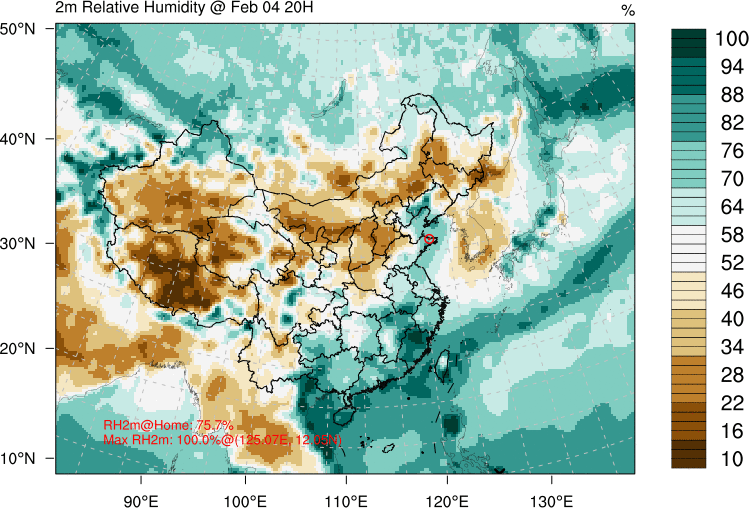 2m Relative Humidity @ Feb 04 20H
%
50°N
40°N
30°N
20°N
10°N
90°E
100°E
110°E
120°E
130°E
100
94
88
82
76
70
64
58
52
46
40
34
28
22
16
10
RH2m@Home: 75.7%
Max RH2m: 100.0%@(125.07E, 12.